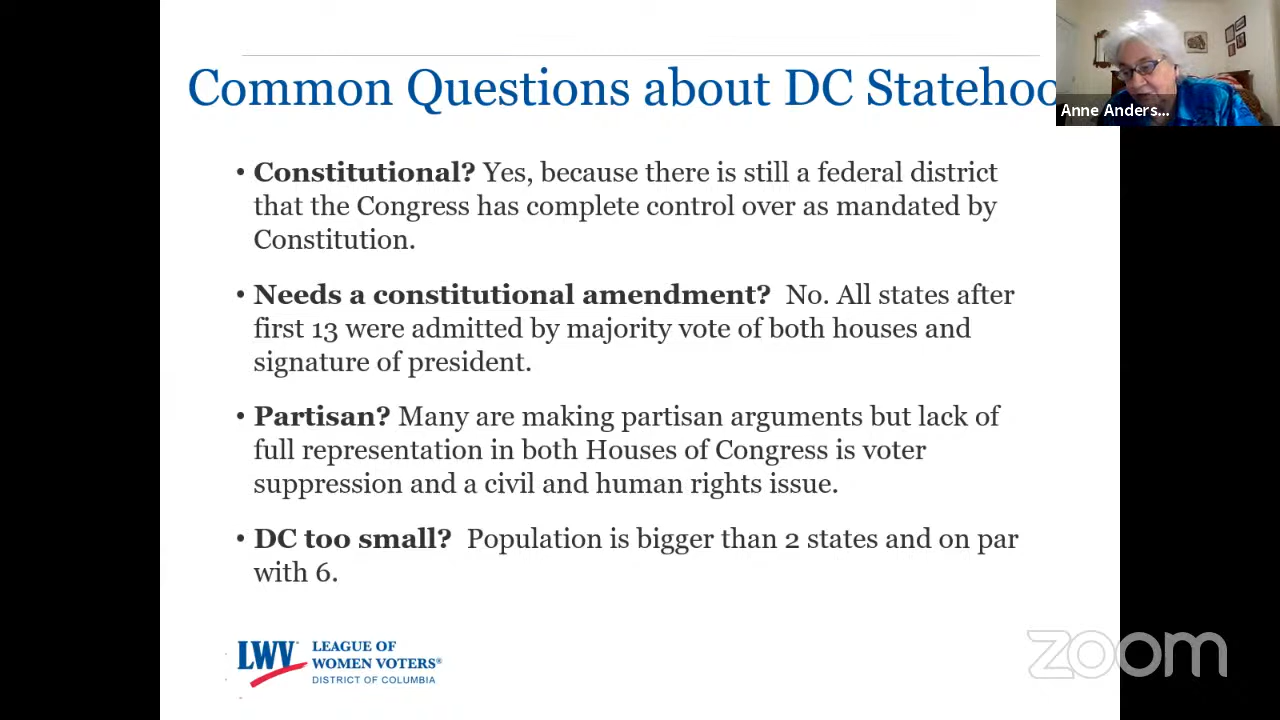 Common Questions about DC Statehoo
Anne Anders...
• Constitutional? Yes, because there is still a federal district
that the Congress has complete control over as mandated by
Constitution.
• Needs a constitutional amendment? No. All states after
first 13 were admitted by majority vote of both houses and
signature of president.
• Partisan? Many are making partisan arguments but lack of
full representation in both Houses of Congress is voter
suppression and a civil and human rights issue.
• DC too small? Population is bigger than 2 states and on par
with 6.
LWV®
LEAGUE OF
WOMEN VOTERS®
DISTRICT OF COLUMBIA
zoom